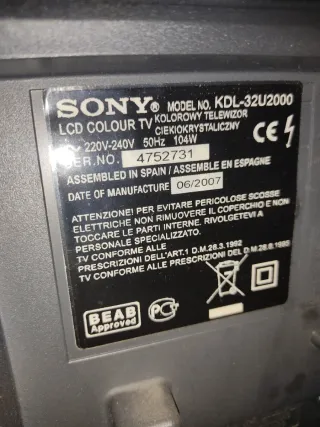 SONY® MODEL NO. KDL-32U2000
LCD COLOUR TV KOLOROWY TELEWIZOR CIEKŁOKRYSTALICZNY
~ 220V-240V 50Hz 104W
SER.NO. 4752731
ASSEMBLED IN SPAIN / ASSEMBLE EN ESPAGNE
DATE OF MANUFACTURE 06/2007
CE
ATTENZIONE! PER EVITARE PERICOLOSE SCOSSE
ELETTRICHE NON RIMUOVERE IL COPERCHIO E NON
TOCCARE LE PARTI INTERNE. RIVOLGETEVI A
PERSONALE SPECIALIZZATO.
TV CONFORME ALLE
PRESCRIZIONI DELL'ART.1 D.M.26.3.1992
TV CONFORME ALLE PRESCRIZIONI DEL D.M.26.8.1995
BEAB
Approved